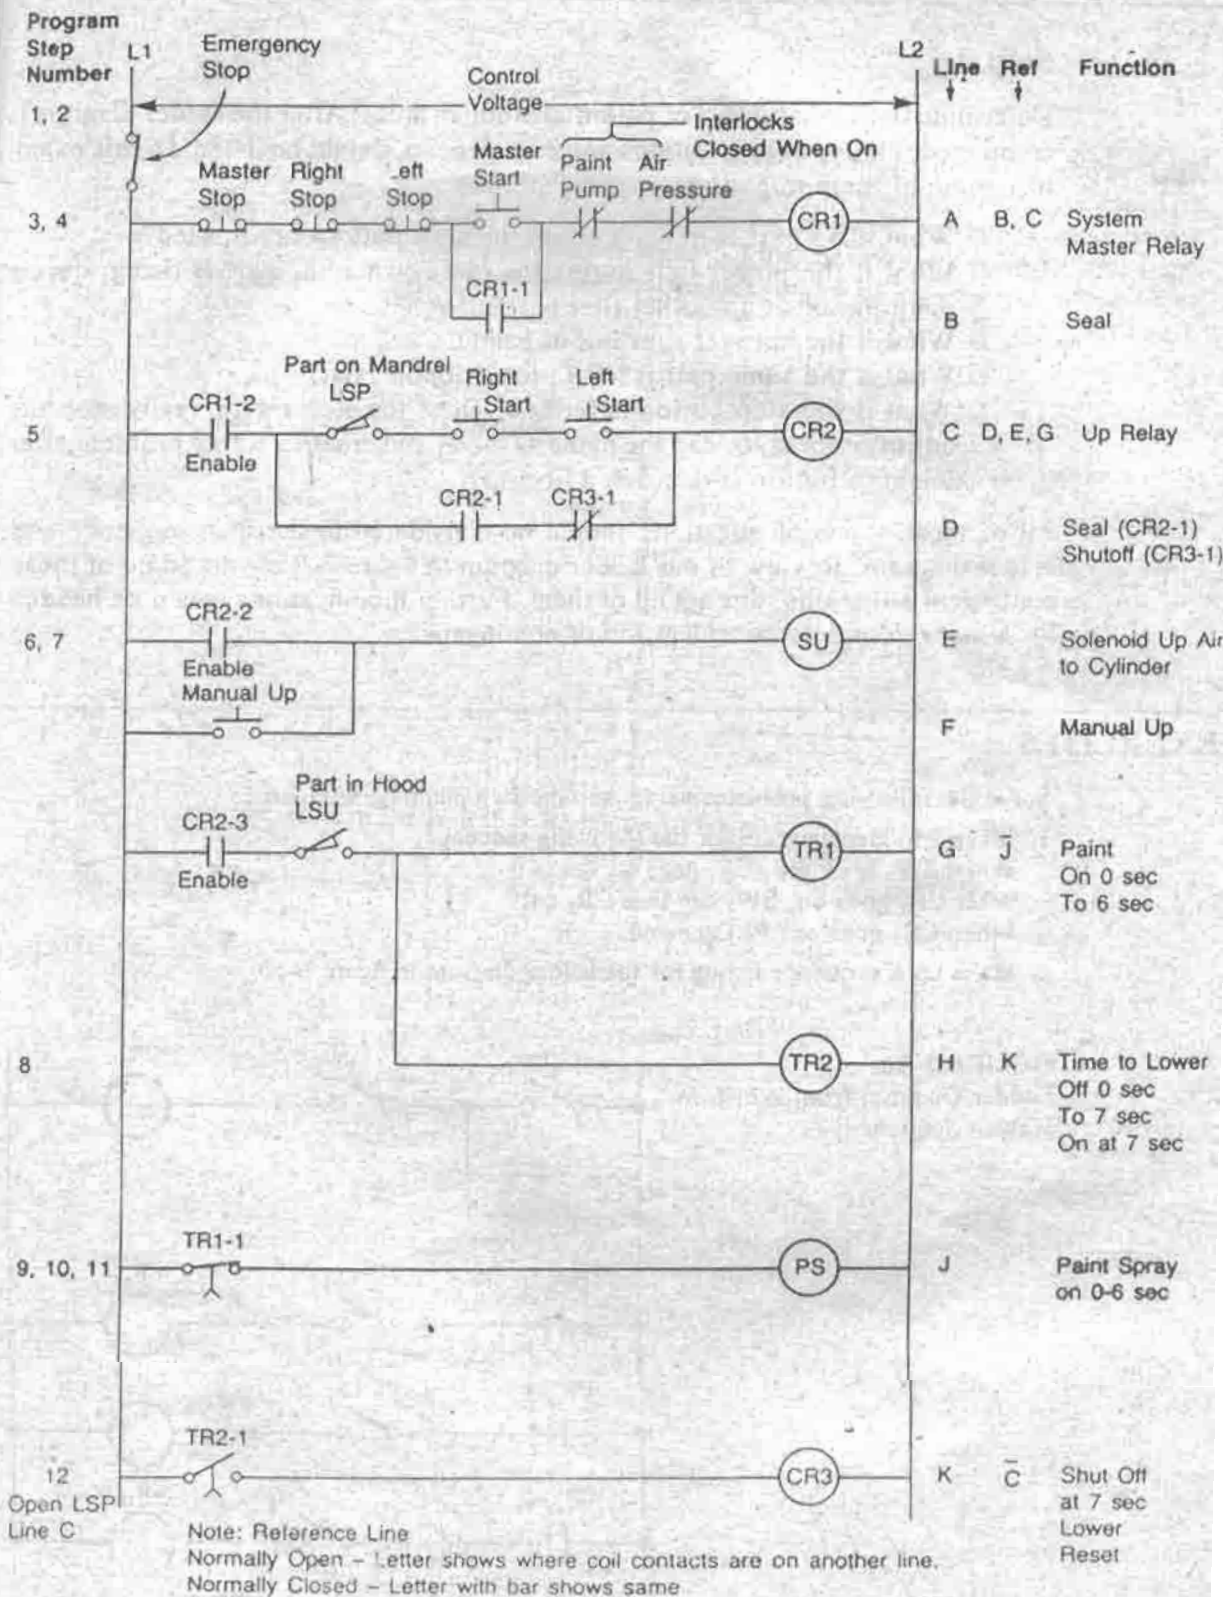 Program
Step
Number
L1
Emergency
Stop
Control
Voltage
L2
Line Ref Function
1, 2
Interlocks
Closed When On
Master
Stop
Right
Stop
Left
Stop
Master
Start
Paint
Pump
Air
Pressure
3, 4
CR1
A B, C System
Master Relay
CR1-1
B Seal
Part on Mandrel
LSP
CR1-2
Right
Start
Left
Start
5
Enable
CR2
C D, E, G Up Relay
CR2-1 CR3-1
D Seal (CR2-1)
Shutoff (CR3-1)
CR2-2
6, 7
SU
E Solenoid Up Air
to Cylinder
Enable
Manual Up
F Manual Up
Part in Hood
LSU
CR2-3
Enable
TR1
G J̅ Paint
On 0 sec
To 6 sec
8
TR2
H K Time to Lower
Off 0 sec
To 7 sec
On at 7 sec
TR1-1
9, 10, 11
PS
J Paint Spray
on 0-6 sec
TR2-1
12
Open LSP
Line C
CR3
K C̅ Shut Off
at 7 sec
Lower
Reset
Note: Reference Line
Normally Open – Letter shows where coil contacts are on another line.
Normally Closed – Letter with bar shows same